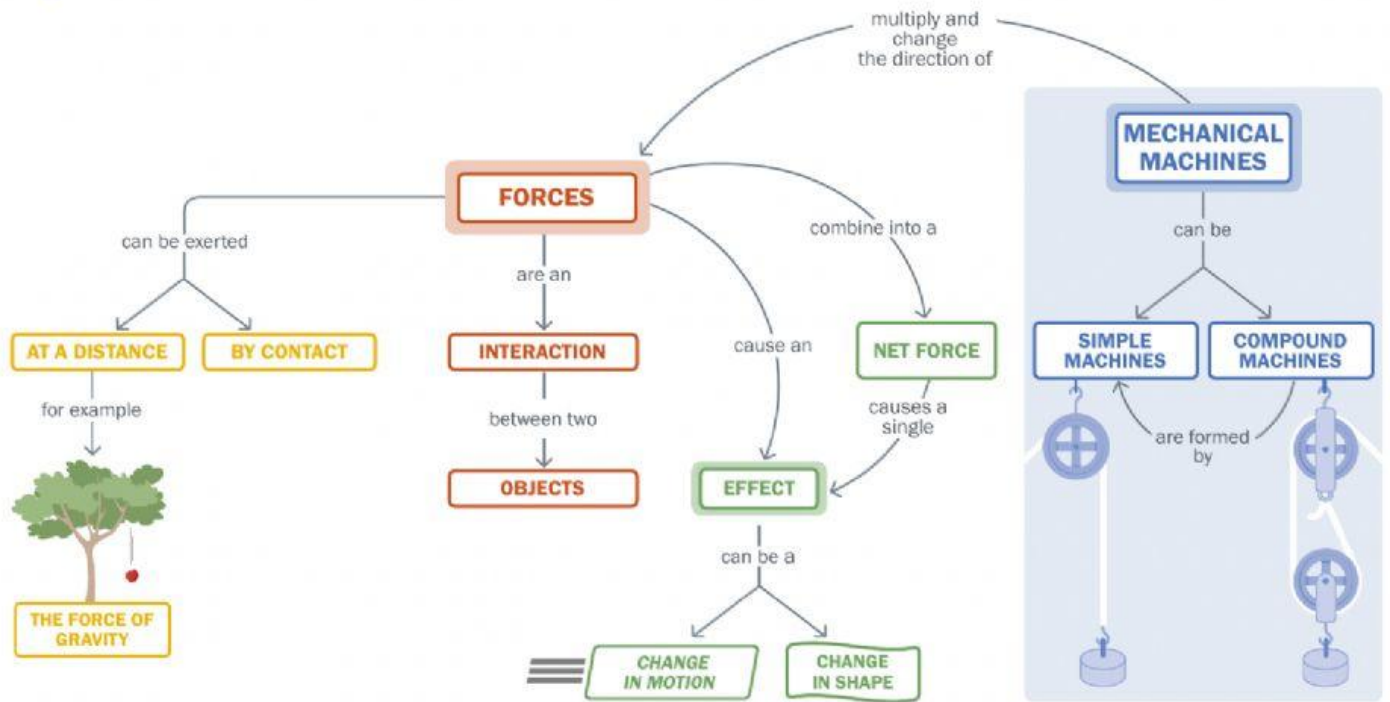 multiply and
change
the direction of
MECHANICAL
MACHINES
FORCES
can be exerted
are an
combine into a
can be
AT A DISTANCE
BY CONTACT
INTERACTION
cause an
NET FORCE
SIMPLE
MACHINES
COMPOUND
MACHINES
for example
between two
causes a
single
are formed
by
OBJECTS
EFFECT
can be a
THE FORCE OF
GRAVITY
CHANGE
IN MOTION
CHANGE
IN SHAPE